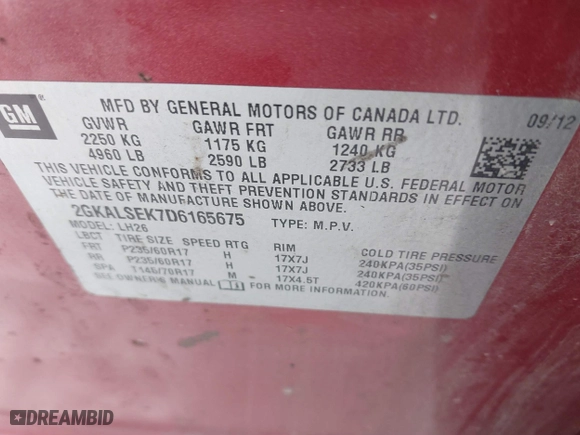 GM
MFD BY GENERAL MOTORS OF CANADA LTD. 09/12
GVWR GAWR FRT GAWR RR
2250 KG 1175 KG 1240 KG
4960 LB 2590 LB 2733 LB
THIS VEHICLE CONFORMS TO ALL APPLICABLE U.S. FEDERAL MOTOR
VEHICLE SAFETY AND THEFT PREVENTION STANDARDS IN EFFECT ON
THE DATE OF MANUFACTURE SHOWN ABOVE.
2GKALSEK7D6165675 TYPE: M.P.V.
MODEL: LH26
LBCT TIRE SIZE SPEED RTG RIM COLD TIRE PRESSURE
FRT P235/60R17 H 17X7J 240KPA(35PSI)
RR P235/60R17 H 17X7J 240KPA(35PSI)
SPA T145/70R17 M 17X4.5T 420KPA(60PSI)
SEE OWNER'S MANUAL FOR MORE INFORMATION.
DREAMBID